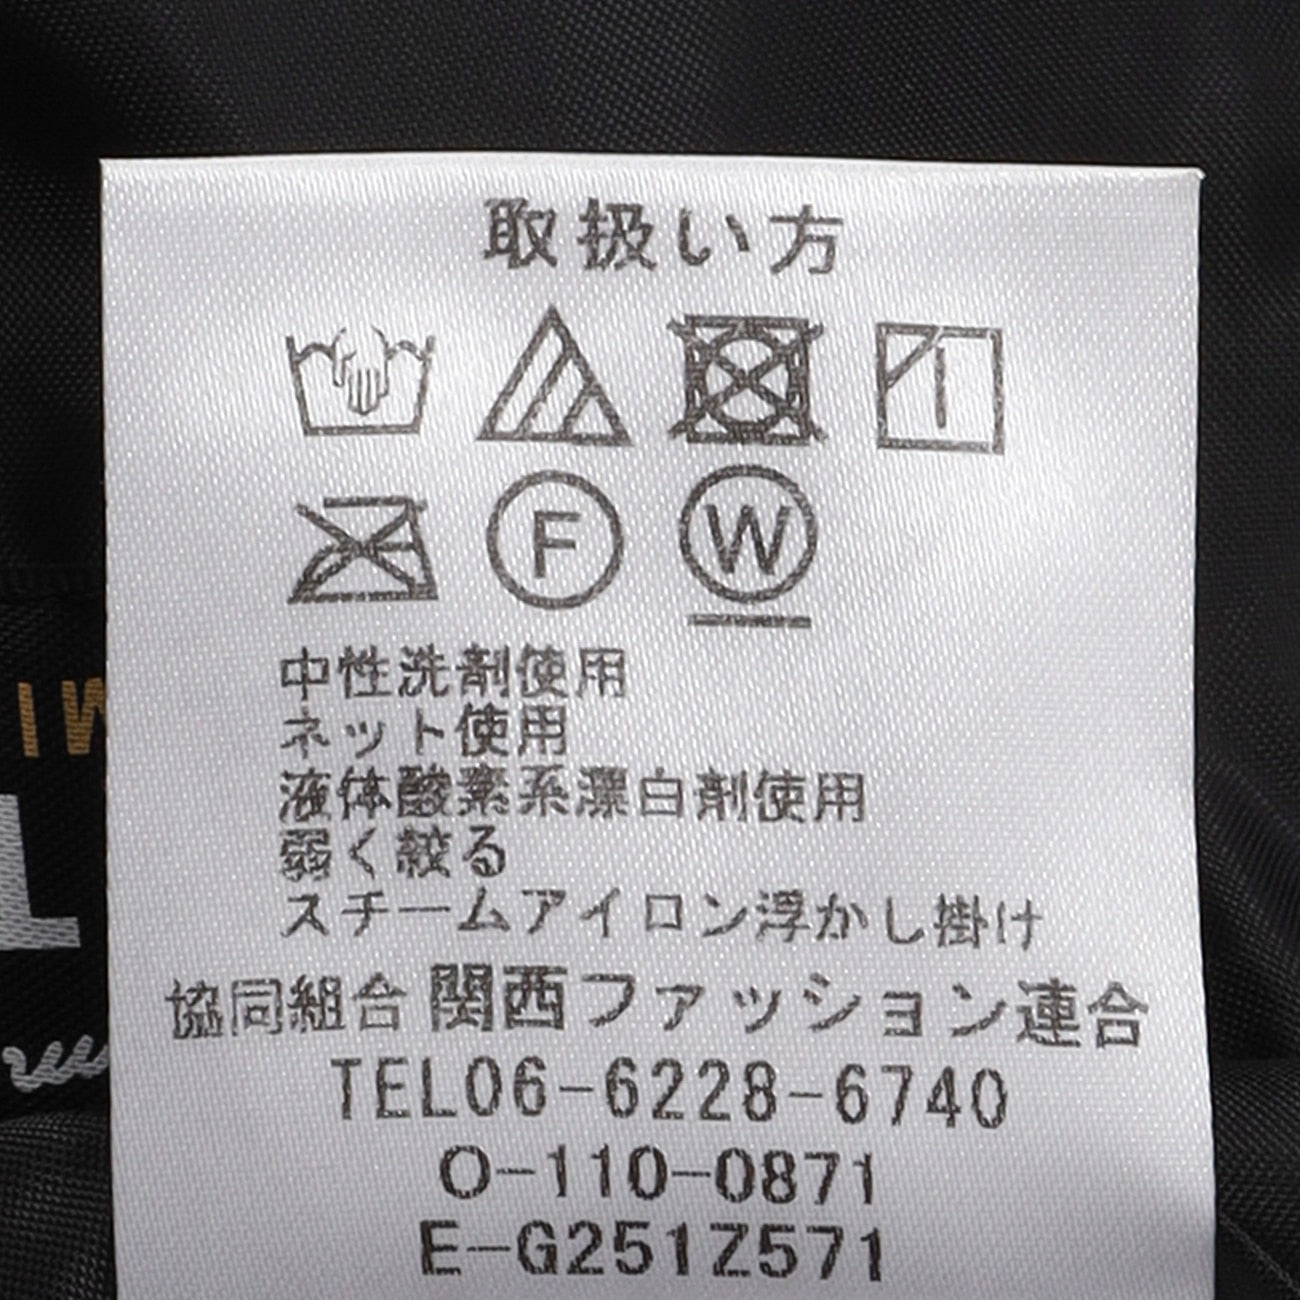 取扱い方
F W
中性洗剤使用
ネット使用
液体酸素系漂白剤使用
弱く絞る
スチームアイロン浮かし掛け
協同組合 関西ファッション連合
TEL06-6228-6740
O-110-0871
E-G251Z571